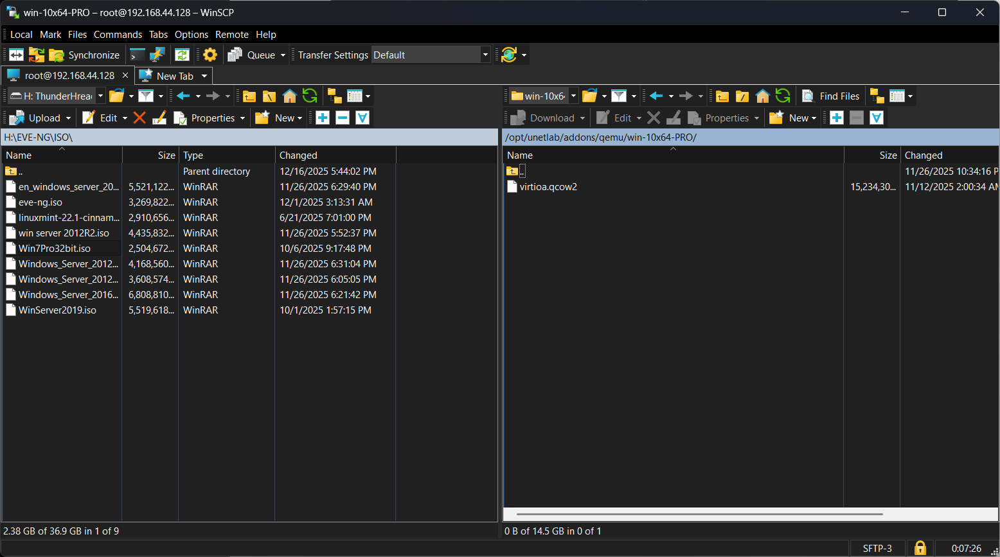 win-10x64-PRO – root@192.168.44.128 – WinSCP
Local Mark Files Commands Tabs Options Remote Help
Synchronize Queue Transfer Settings Default
root@192.168.44.128 New Tab
H: ThunderHrea win-10x6 Find Files
Upload Edit Properties New Download Edit Properties New
H:\EVE-NG\ISO\ /opt/unetlab/addons/qemu/win-10x64-PRO/
Name Size Type Changed Name Size Changed
.. Parent directory 12/16/2025 5:44:02 PM .. 11/26/2025 10:34:16 P
en_windows_server_20... 5,521,122... WinRAR 11/26/2025 6:29:40 PM virtioa.qcow2 15,234,30... 11/12/2025 2:00:34 AM
eve-ng.iso 3,269,822... WinRAR 12/1/2025 3:13:31 AM
linuxmint-22.1-cinnam... 2,910,656... WinRAR 6/21/2025 7:01:00 PM
win server 2012R2.iso 4,435,832... WinRAR 11/26/2025 5:52:37 PM
Win7Pro32bit.iso 2,504,672... WinRAR 10/6/2025 9:17:48 PM
Windows_Server_2012... 4,168,560... WinRAR 11/26/2025 6:31:04 PM
Windows_Server_2012... 3,608,574... WinRAR 11/26/2025 6:05:05 PM
Windows_Server_2016... 6,808,810... WinRAR 11/26/2025 6:21:42 PM
WinServer2019.iso 5,519,618... WinRAR 10/1/2025 1:57:15 PM
2.38 GB of 36.9 GB in 1 of 9 0 B of 14.5 GB in 0 of 1
SFTP-3 0:07:26